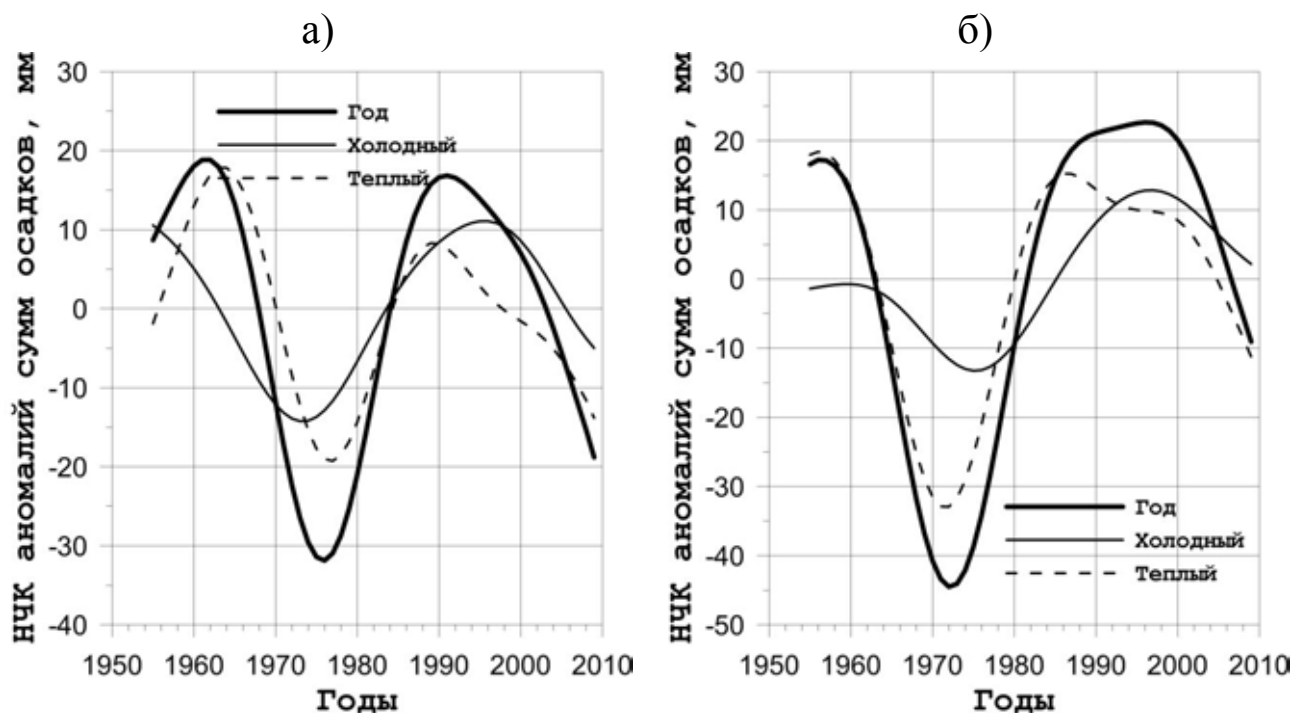 а)
НЧК аномалий сумм осадков, мм
30
20
10
0
-10
-20
-30
-40
Год
Холодный
Теплый
1950 1960 1970 1980 1990 2000 2010
Годы
б)
НЧК аномалий сумм осадков, мм
30
20
10
0
-10
-20
-30
-40
-50
Год
Холодный
Теплый
1950 1960 1970 1980 1990 2000 2010
Годы